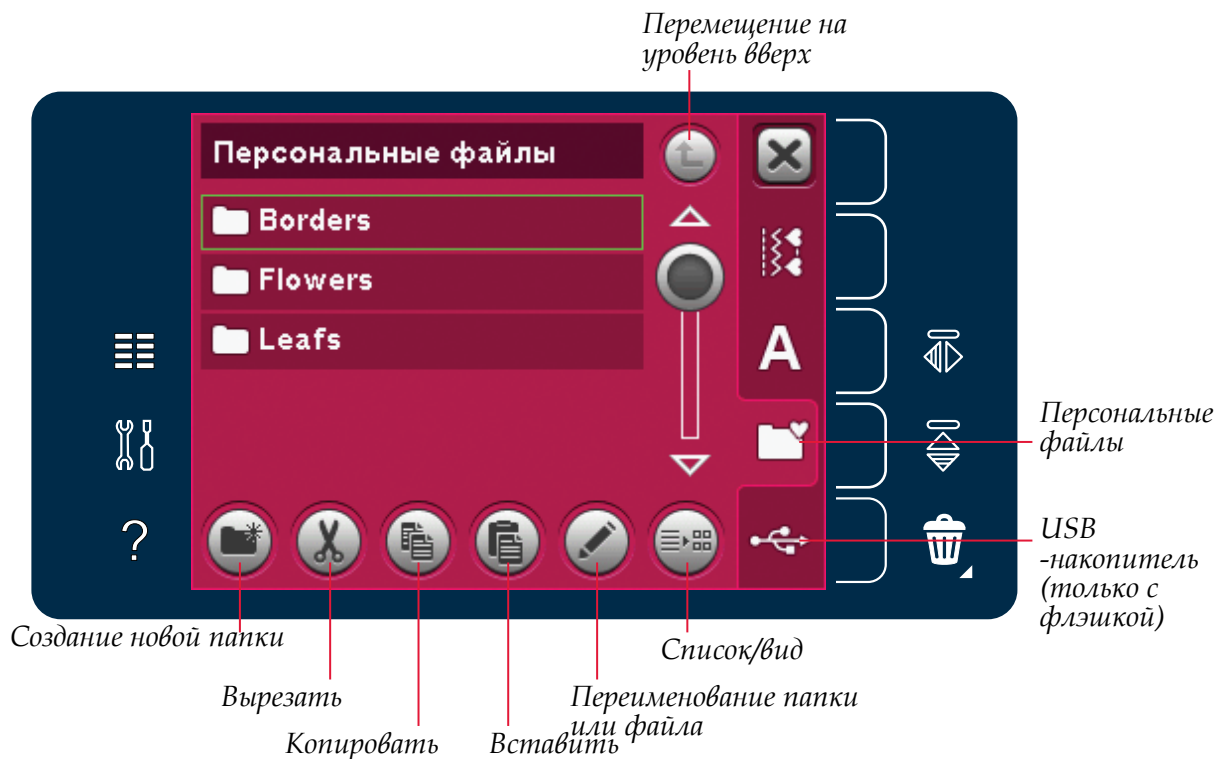 Перемещение на
уровень вверх
Персональные файлы
Borders
Flowers
Leafs
A
?
Персональные
файлы
USB
-накопитель
(только с
флэшкой)
Создание новой папки
Список/вид
Вырезать
Переименование папки
или файла
Копировать
Вставить